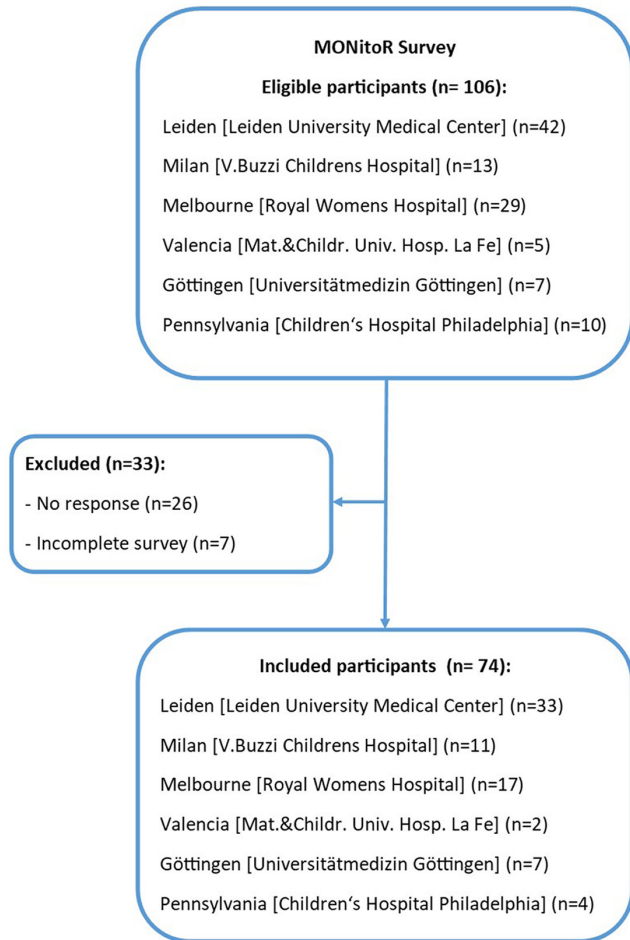 MONitoR Survey
Eligible participants (n= 106):
Leiden [Leiden University Medical Center] (n=42)
Milan [V.Buzzi Childrens Hospital] (n=13)
Melbourne [Royal Womens Hospital] (n=29)
Valencia [Mat.&Childr. Univ. Hosp. La Fe] (n=5)
Göttingen [Universitätmedizin Göttingen] (n=7)
Pennsylvania [Children‘s Hospital Philadelphia] (n=10)
Excluded (n=33):
- No response (n=26)
- Incomplete survey (n=7)
Included participants (n= 74):
Leiden [Leiden University Medical Center] (n=33)
Milan [V.Buzzi Childrens Hospital] (n=11)
Melbourne [Royal Womens Hospital] (n=17)
Valencia [Mat.&Childr. Univ. Hosp. La Fe] (n=2)
Göttingen [Universitätmedizin Göttingen] (n=7)
Pennsylvania [Children‘s Hospital Philadelphia] (n=4)